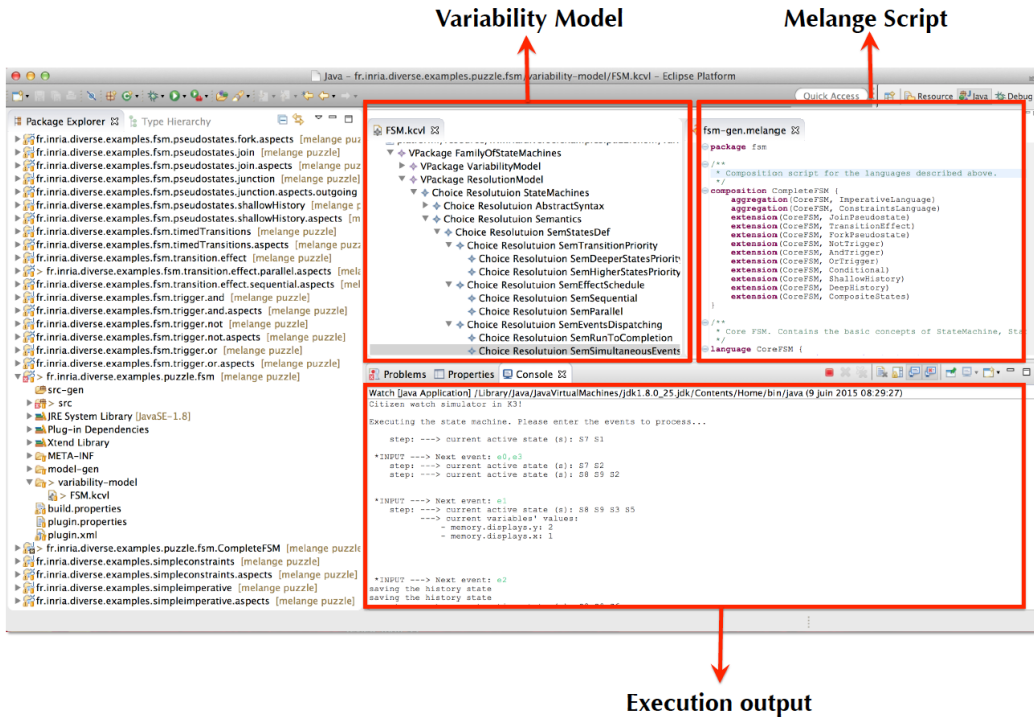 Variability Model
Melange Script
Java – fr.inria.diverse.examples.puzzle.fsm/variability-model/FSM.kcvl – Eclipse Platform
Quick Access
Resource
Java
Debug
Package Explorer
Type Hierarchy
fr.inria.diverse.examples.fsm.pseudostates.fork.aspects [melange puz
fr.inria.diverse.examples.fsm.pseudostates.join [melange puzzle]
fr.inria.diverse.examples.fsm.pseudostates.join.aspects [melange puz
fr.inria.diverse.examples.fsm.pseudostates.junction [melange puzzle]
fr.inria.diverse.examples.fsm.pseudostates.junction.aspects.outgoing
fr.inria.diverse.examples.fsm.pseudostates.shallowHistory [melange p
fr.inria.diverse.examples.fsm.pseudostates.shallowHistory.aspects [m
fr.inria.diverse.examples.fsm.timedTransitions [melange puzzle]
fr.inria.diverse.examples.fsm.timedTransitions.aspects [melange puzz
fr.inria.diverse.examples.fsm.transition.effect [melange puzzle]
> fr.inria.diverse.examples.fsm.transition.effect.parallel.aspects [mela
fr.inria.diverse.examples.fsm.transition.effect.sequential.aspects [mel
fr.inria.diverse.examples.fsm.trigger.and [melange puzzle]
fr.inria.diverse.examples.fsm.trigger.and.aspects [melange puzzle]
fr.inria.diverse.examples.fsm.trigger.not [melange puzzle]
fr.inria.diverse.examples.fsm.trigger.not.aspects [melange puzzle]
fr.inria.diverse.examples.fsm.trigger.or [melange puzzle]
fr.inria.diverse.examples.fsm.trigger.or.aspects [melange puzzle]
> fr.inria.diverse.examples.puzzle.fsm [melange puzzle]
src-gen
> src
JRE System Library [JavaSE-1.8]
Plug-in Dependencies
Xtend Library
META-INF
model-gen
> variability-model
> FSM.kcvl
build.properties
plugin.properties
plugin.xml
> fr.inria.diverse.examples.puzzle.fsm.CompleteFSM [melange puzzle
fr.inria.diverse.examples.simpleconstraints [melange puzzle]
fr.inria.diverse.examples.simpleconstraints.aspects [melange puzzle]
fr.inria.diverse.examples.simpleimperative [melange puzzle]
fr.inria.diverse.examples.simpleimperative.aspects [melange puzzle]
FSM.kcvl
VPackage FamilyOfStateMachines
VPackage VariabilityModel
VPackage ResolutionModel
Choice Resolutuion StateMachines
Choice Resolutuion AbstractSyntax
Choice Resolutuion Semantics
Choice Resolutuion SemStatesDef
Choice Resolutuion SemTransitionPriority
Choice Resolutuion SemDeeperStatesPriorit
Choice Resolutuion SemHigherStatesPriority
Choice Resolutuion SemEffectSchedule
Choice Resolutuion SemSequential
Choice Resolutuion SemParallel
Choice Resolutuion SemEventsDispatching
Choice Resolutuion SemRunToCompletion
Choice Resolutuion SemSimultaneousEvents
fsm-gen.melange
package fsm
/**
* Composition script for the languages described above.
*/
composition CompleteFSM {
aggregation(CoreFSM, ImperativeLanguage)
aggregation(CoreFSM, ConstraintsLanguage)
extension(CoreFSM, JoinPseudostate)
extension(CoreFSM, TransitionEffect)
extension(CoreFSM, ForkPseudostate)
extension(CoreFSM, NotTrigger)
extension(CoreFSM, AndTrigger)
extension(CoreFSM, OrTrigger)
extension(CoreFSM, Conditional)
extension(CoreFSM, ShallowHistory)
extension(CoreFSM, DeepHistory)
extension(CoreFSM, CompositeStates)
}
/**
* Core FSM. Contains the basic concepts of StateMachine, Sta
*/
language CoreFSM {
Problems
Properties
Console
Watch [Java Application] /Library/Java/JavaVirtualMachines/jdk1.8.0_25.jdk/Contents/Home/bin/java (9 juin 2015 08:29:27)
Citizen watch simulator in K3!
Executing the state machine. Please enter the events to process...
step: ---> current active state (s): S7 S1
*INPUT ---> Next event: e0,e3
step: ---> current active state (s): S7 S2
step: ---> current active state (s): S8 S9 S2
*INPUT ---> Next event: e1
step: ---> current active state (s): S8 S9 S3 S5
---> current variables' values:
- memory.displays.y: 2
- memory.displays.x: 1
*INPUT ---> Next event: e2
saving the history state
saving the history state
Execution output